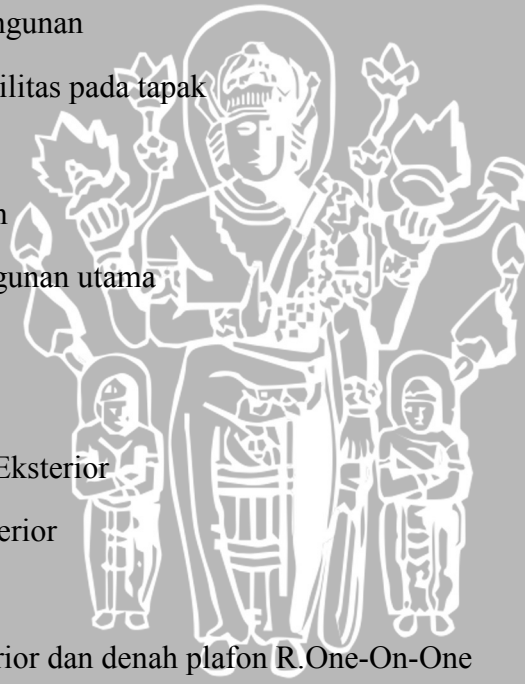 ngunan
ilitas pada tapak
n
gunan utama
Eksterior
erior
rior dan denah plafon R.One-On-One